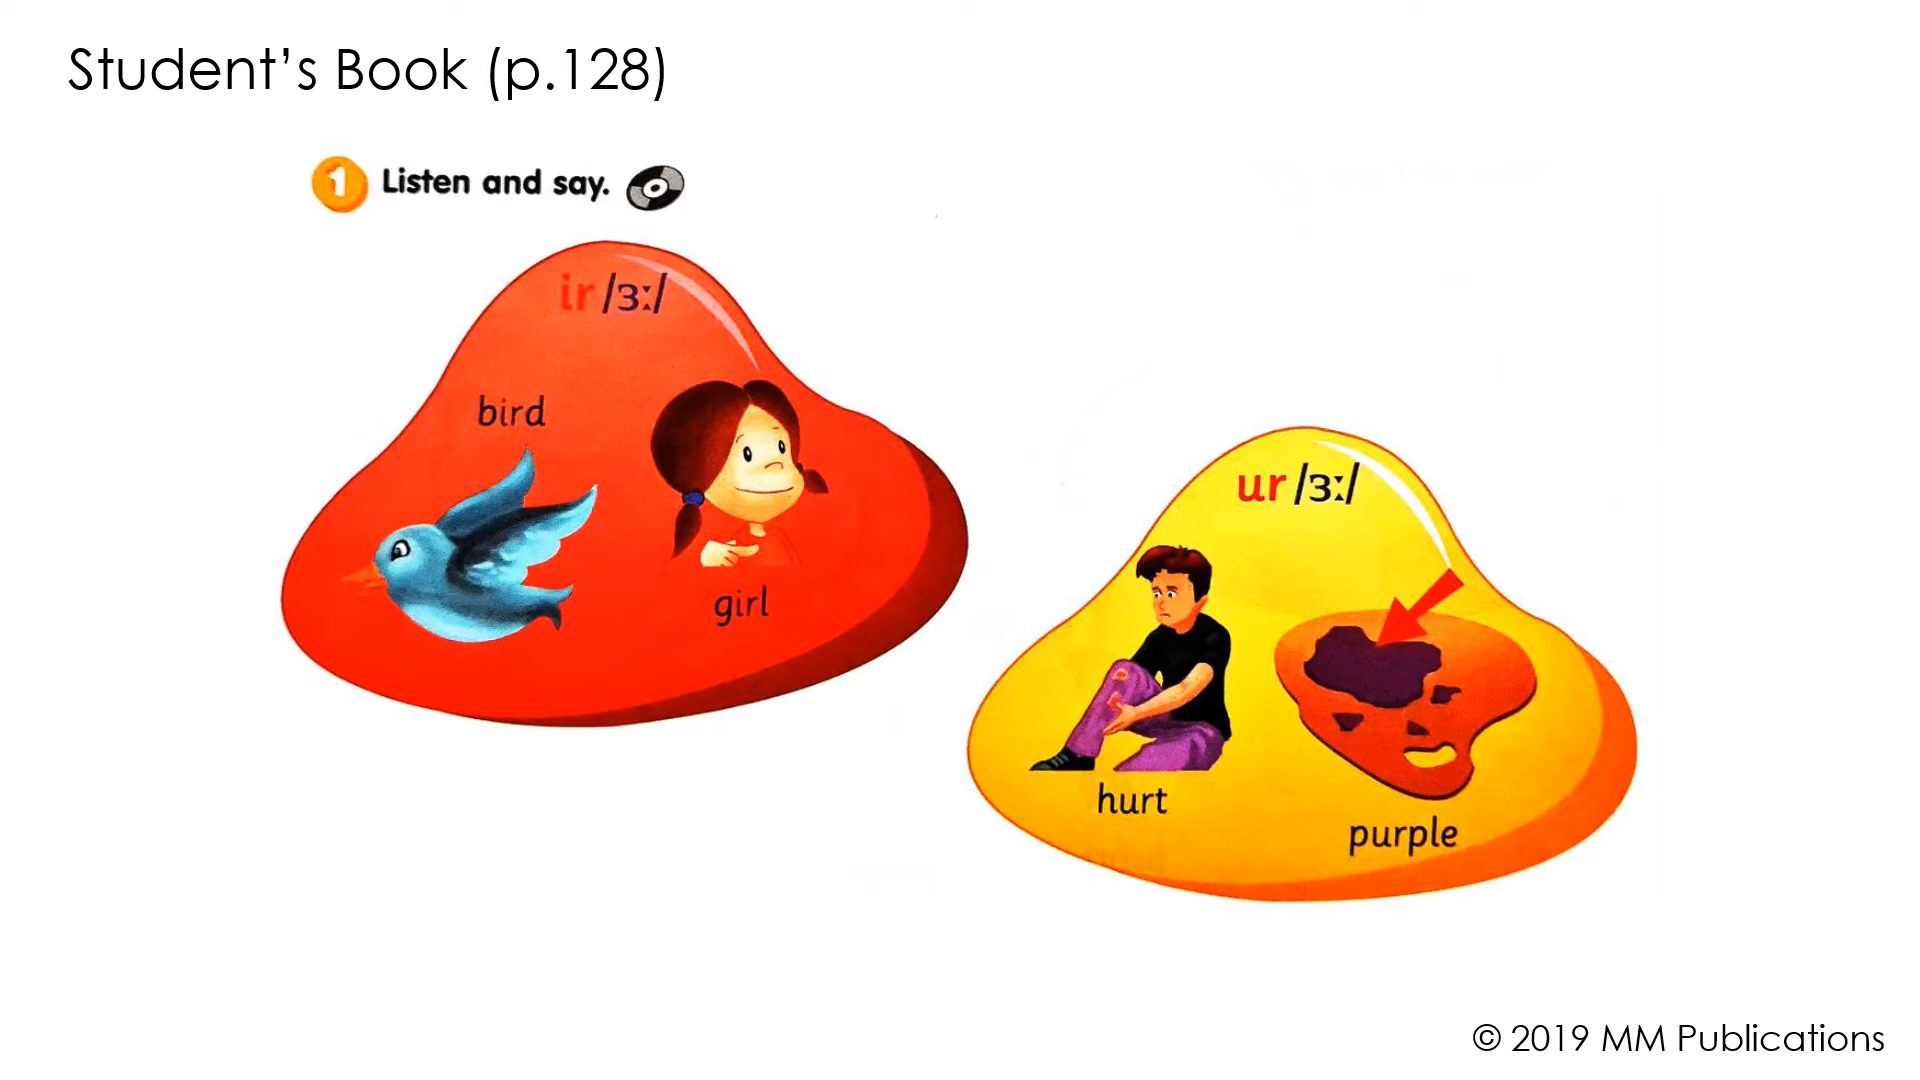 Student’s Book (p.128)
1 Listen and say.
ir /ɜː/
bird
girl
ur /ɜː/
hurt
purple
© 2019 MM Publications